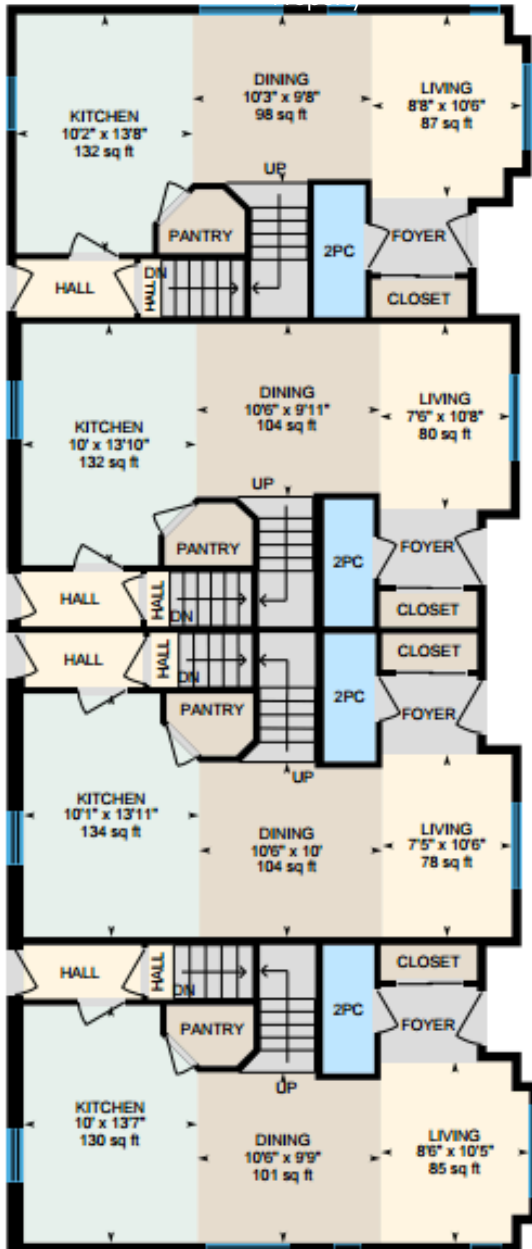 DINING
10'3" x 9'8"
98 sq ft
LIVING
8'8" x 10'6"
87 sq ft
KITCHEN
10'2" x 13'8"
132 sq ft
UP
PANTRY
2PC
FOYER
HALL
DN
HALL
CLOSET
DINING
10'6" x 9'11"
104 sq ft
LIVING
7'6" x 10'8"
80 sq ft
KITCHEN
10' x 13'10"
132 sq ft
UP
PANTRY
2PC
FOYER
HALL
HALL
DN
CLOSET
HALL
HALL
DN
CLOSET
PANTRY
2PC
FOYER
UP
KITCHEN
10'1" x 13'11"
134 sq ft
DINING
10'6" x 10'
104 sq ft
LIVING
7'5" x 10'6"
78 sq ft
HALL
HALL
DN
CLOSET
PANTRY
2PC
FOYER
UP
KITCHEN
10' x 13'7"
130 sq ft
DINING
10'6" x 9'9"
101 sq ft
LIVING
8'6" x 10'5"
85 sq ft